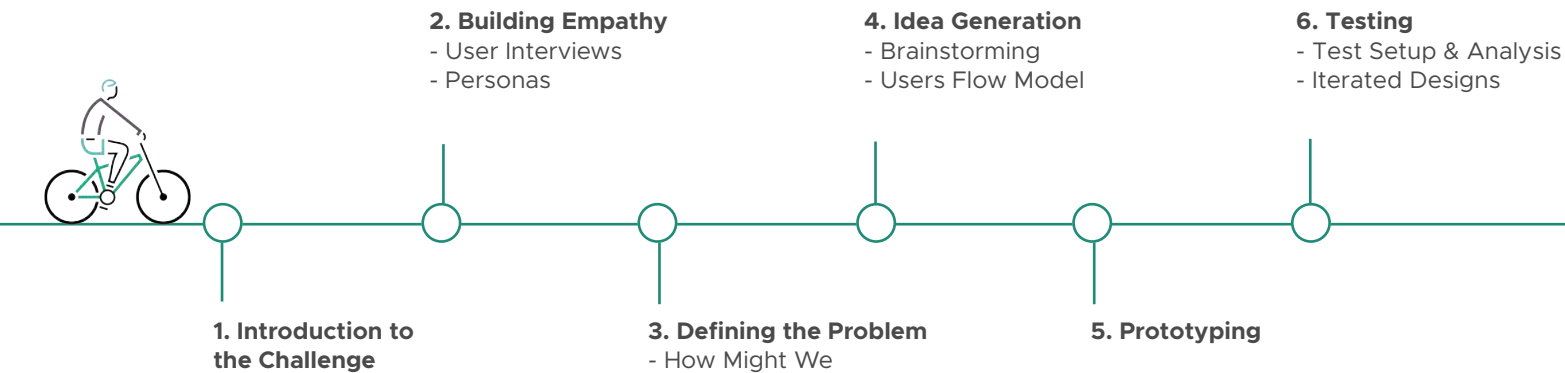 1. Introduction to
the Challenge
2. Building Empathy
- User Interviews
- Personas
3. Defining the Problem
- How Might We
4. Idea Generation
- Brainstorming
- Users Flow Model
5. Prototyping
6. Testing
- Test Setup & Analysis
- Iterated Designs